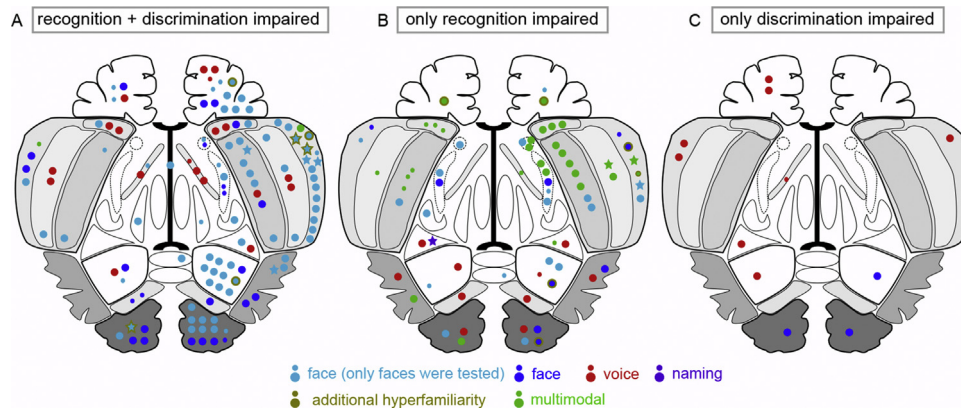 A recognition + discrimination impaired B only recognition impaired C only discrimination impaired
face (only faces were tested) face voice naming
additional hyperfamiliarity multimodal